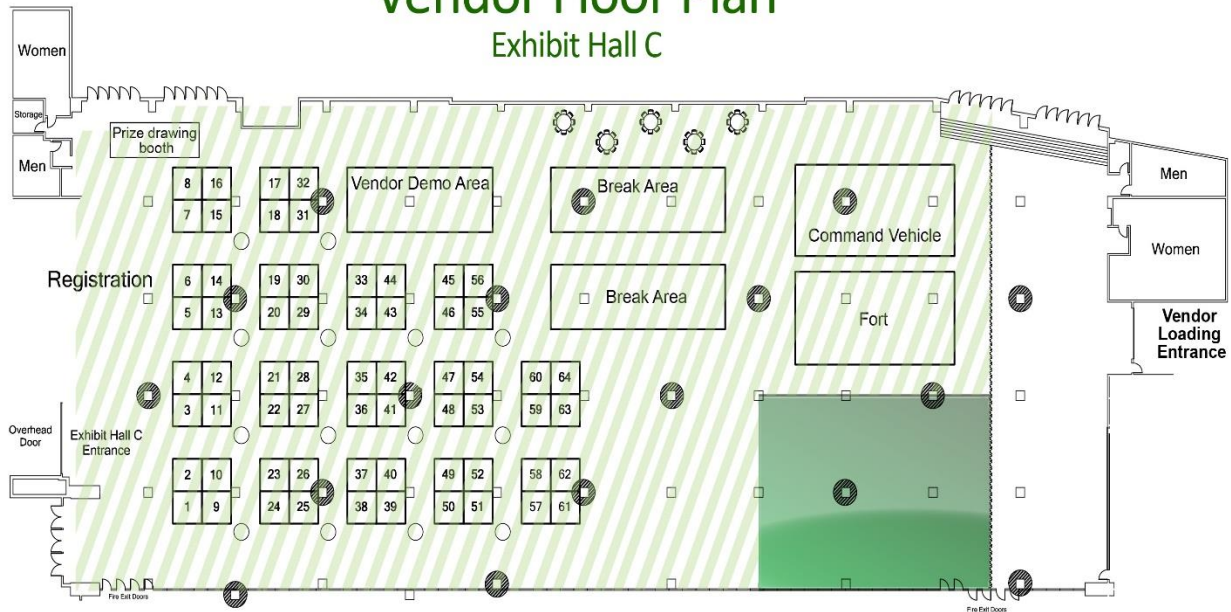 Vendor Floor Plan
Exhibit Hall C
Women
Storage
Men
Prize drawing
booth
8 16
7 15
17 32
18 31
Vendor Demo Area
Break Area
Command Vehicle
Men
Women
Registration
6 14
5 13
19 30
20 29
33 44
34 43
45 56
46 55
Break Area
Fort
Vendor
Loading
Entrance
4 12
3 11
21 28
22 27
35 42
36 41
47 54
48 53
60 64
59 63
Overhead
Door
Exhibit Hall C
Entrance
2 10
1 9
23 26
24 25
37 40
38 39
49 52
50 51
58 62
57 61
Fire Exit Doors
Fire Exit Doors